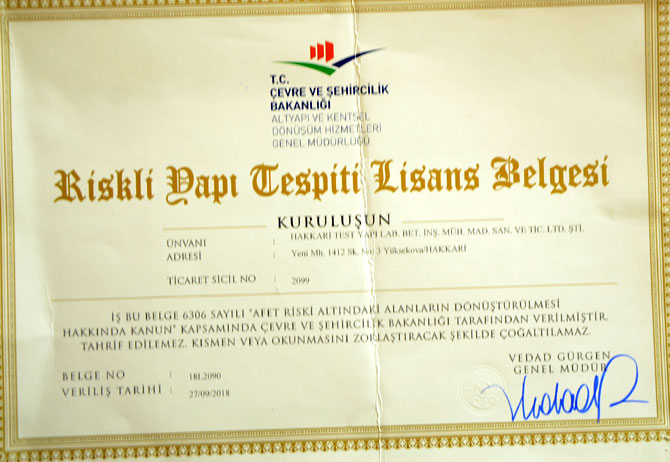 T.C.
ÇEVRE VE ŞEHİRCİLİK
BAKANLIĞI
ALTYAPI VE KENTSEL
DÖNÜŞÜM HİZMETLERİ
GENEL MÜDÜRLÜĞÜ
Riskli Yapı Tespiti Lisans Belgesi
KURULUŞUN
ÜNVANI : HAKKARİ TEST YAPI LAB. BET. İNŞ. MÜH. MAD. SAN. VE TİC. LTD. ŞTİ.
ADRESİ : Yeni Mh. 1412 Sk. No: 3 Yüksekova/HAKKARİ
TİCARET SİCİL NO : 2099
İŞ BU BELGE 6306 SAYILI "AFET RİSKİ ALTINDAKİ ALANLARIN DÖNÜŞTÜRÜLMESİ
HAKKINDA KANUN" KAPSAMINDA ÇEVRE VE ŞEHİRCİLİK BAKANLIĞI TARAFINDAN VERİLMİŞTİR.
TAHRİF EDİLEMEZ. KISMEN VEYA OKUNMASINI ZORLAŞTIRACAK ŞEKİLDE ÇOĞALTILAMAZ.
BELGE NO : 18L2090
VERİLİŞ TARİHİ : 27/09/2018
VEDAD GÜRGEN
GENEL MÜDÜR